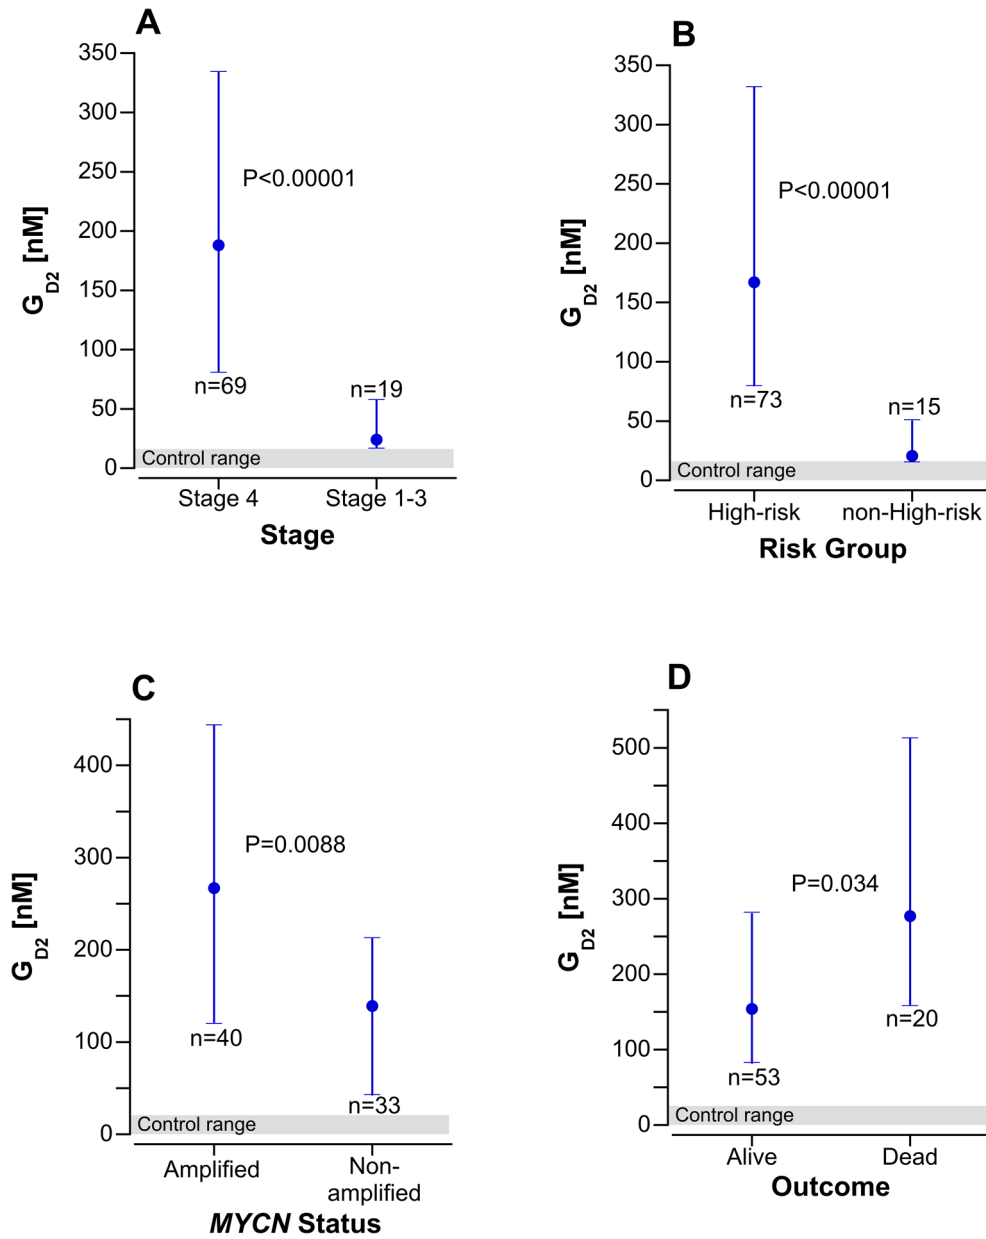 A
350
300
250
200
150
100
50
0
G D2 [nM]
P<0.00001
n=69
n=19
Control range
Stage 4
Stage 1-3
Stage
B
350
300
250
200
150
100
50
0
G D2 [nM]
P<0.00001
n=73
n=15
Control range
High-risk
non-High-risk
Risk Group
C
400
300
200
100
0
G D2 [nM]
P=0.0088
n=40
n=33
Control range
Amplified
Non-
amplified
MYCN Status
D
500
400
300
200
100
0
G D2 [nM]
P=0.034
n=53
n=20
Control range
Alive
Dead
Outcome